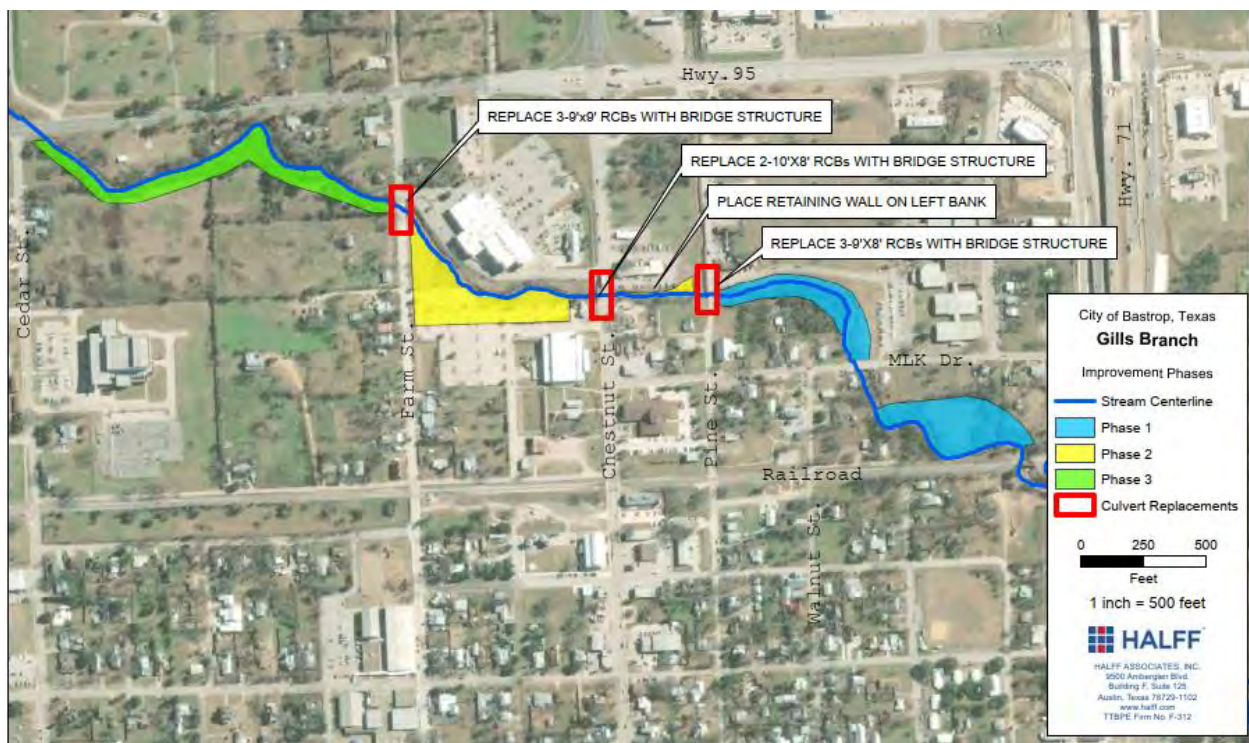 Hwy.95
REPLACE 3-9'x9' RCBs WITH BRIDGE STRUCTURE
REPLACE 2-10'X8' RCBs WITH BRIDGE STRUCTURE
PLACE RETAINING WALL ON LEFT BANK
REPLACE 3-9'X8' RCBs WITH BRIDGE STRUCTURE
Hwy. 71
Cedar St.
Farm St.
Chestnut St.
Pine St.
MLK Dr.
Railroad
Walnut St.
City of Bastrop, Texas
Gills Branch
Improvement Phases
Stream Centerline
Phase 1
Phase 2
Phase 3
Culvert Replacements
0 250 500
Feet
1 inch = 500 feet
HALFF
HALFF ASSOCIATES, INC.
9500 Amberglen Blvd.
Building F, Suite 125
Austin, Texas 78729-1102
www.halff.com
TTBPE Firm No. F-312